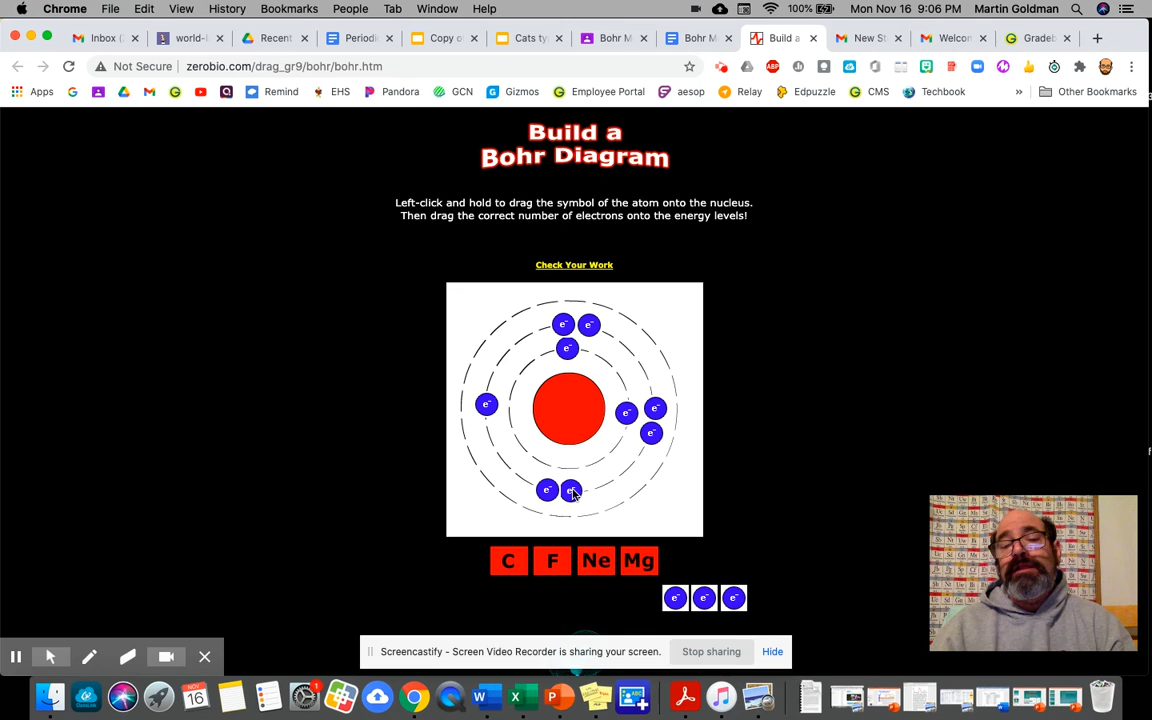 Chrome File Edit View History Bookmarks People Tab Window Help 100% Mon Nov 16 9:06 PM Martin Goldman
Inbox ( world- Recent Periodi Copy o Cats ty Bohr M Bohr M Build a New St Welcom Gradeb
Not Secure zerobio.com/drag_gr9/bohr/bohr.htm
Apps Remind EHS Pandora GCN Gizmos Employee Portal aesop Relay Edpuzzle CMS Techbook » Other Bookmarks
Build a
Bohr Diagram
Left-click and hold to drag the symbol of the atom onto the nucleus.
Then drag the correct number of electrons onto the energy levels!
Check Your Work
e⁻ e⁻
e⁻
e⁻ e⁻ e⁻
e⁻
e⁻ e⁻
C F Ne Mg
e⁻ e⁻ e⁻
Screencastify - Screen Video Recorder is sharing your screen. Stop sharing Hide
NOV
16
1